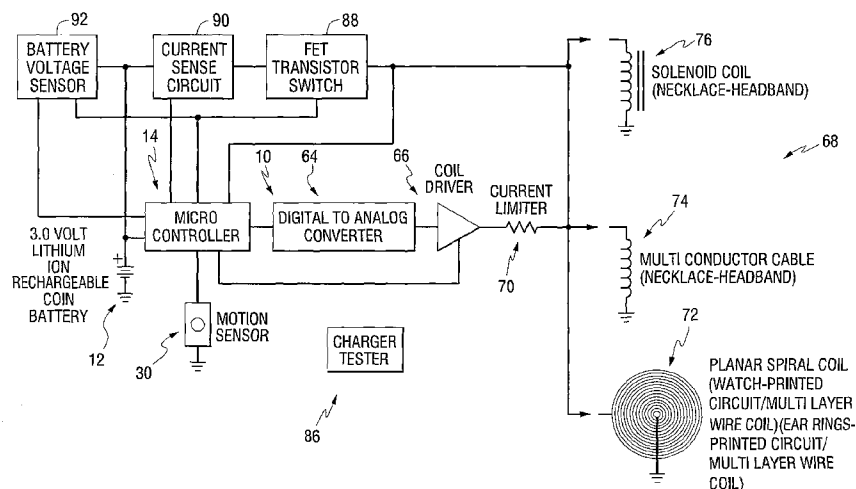 92
90
88
BATTERY
VOLTAGE
SENSOR
CURRENT
SENSE
CIRCUIT
FET
TRANSISTOR
SWITCH
76
SOLENOID COIL
(NECKLACE-HEADBAND)
68
14
10
64
66
COIL
DRIVER
MICRO
CONTROLLER
DIGITAL TO ANALOG
CONVERTER
CURRENT
LIMITER
70
74
MULTI CONDUCTOR CABLE
(NECKLACE-HEADBAND)
3.0 VOLT
LITHIUM
ION
RECHARGEABLE
COIN
BATTERY
+
12
MOTION
SENSOR
30
CHARGER
TESTER
86
72
PLANAR SPIRAL COIL
(WATCH-PRINTED
CIRCUIT/MULTI LAYER
WIRE COIL)(EAR RINGS-
PRINTED CIRCUIT/
MULTI LAYER WIRE
COIL)